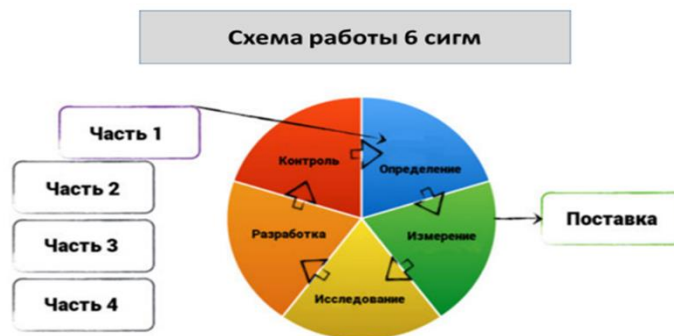 Схема работы 6 сигм
Часть 1
Часть 2
Часть 3
Часть 4
Контроль
Определение
Разработка
Измерение
Исследование
Поставка